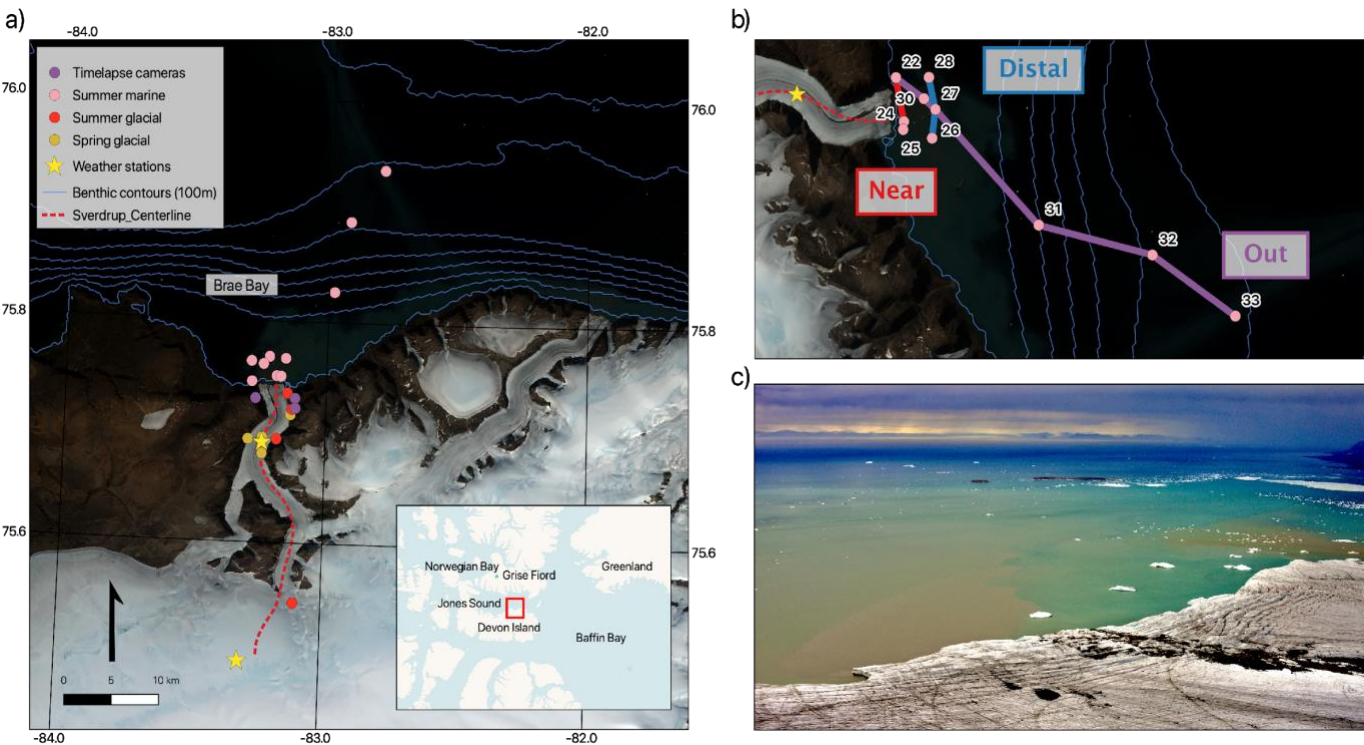 a)
-84.0
-83.0
-82.0
Timelapse cameras
Summer marine
Summer glacial
Spring glacial
Weather stations
Benthic contours (100m)
Sverdrup_Centerline
76.0
76.0
Brae Bay
75.8
75.8
75.6
75.6
Norwegian Bay
Grise Fiord
Greenland
Jones Sound
Devon Island
Baffin Bay
0
5
10 km
-84.0
-83.0
-82.0
b)
22
28
Distal
30
27
24
26
25
Near
31
32
Out
33
c)